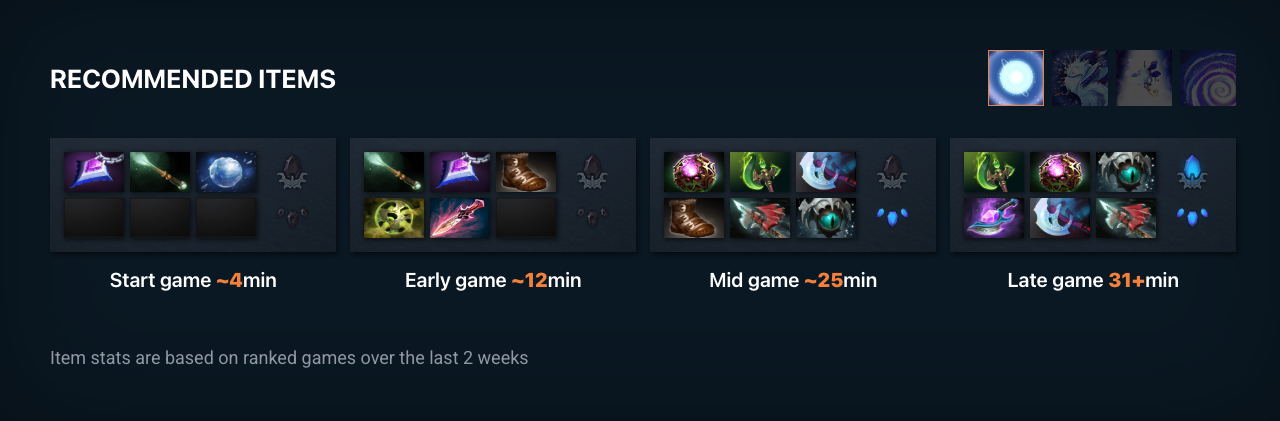 RECOMMENDED ITEMS
Start game ~4min
Early game ~12min
Mid game ~25min
Late game 31+min
Item stats are based on ranked games over the last 2 weeks